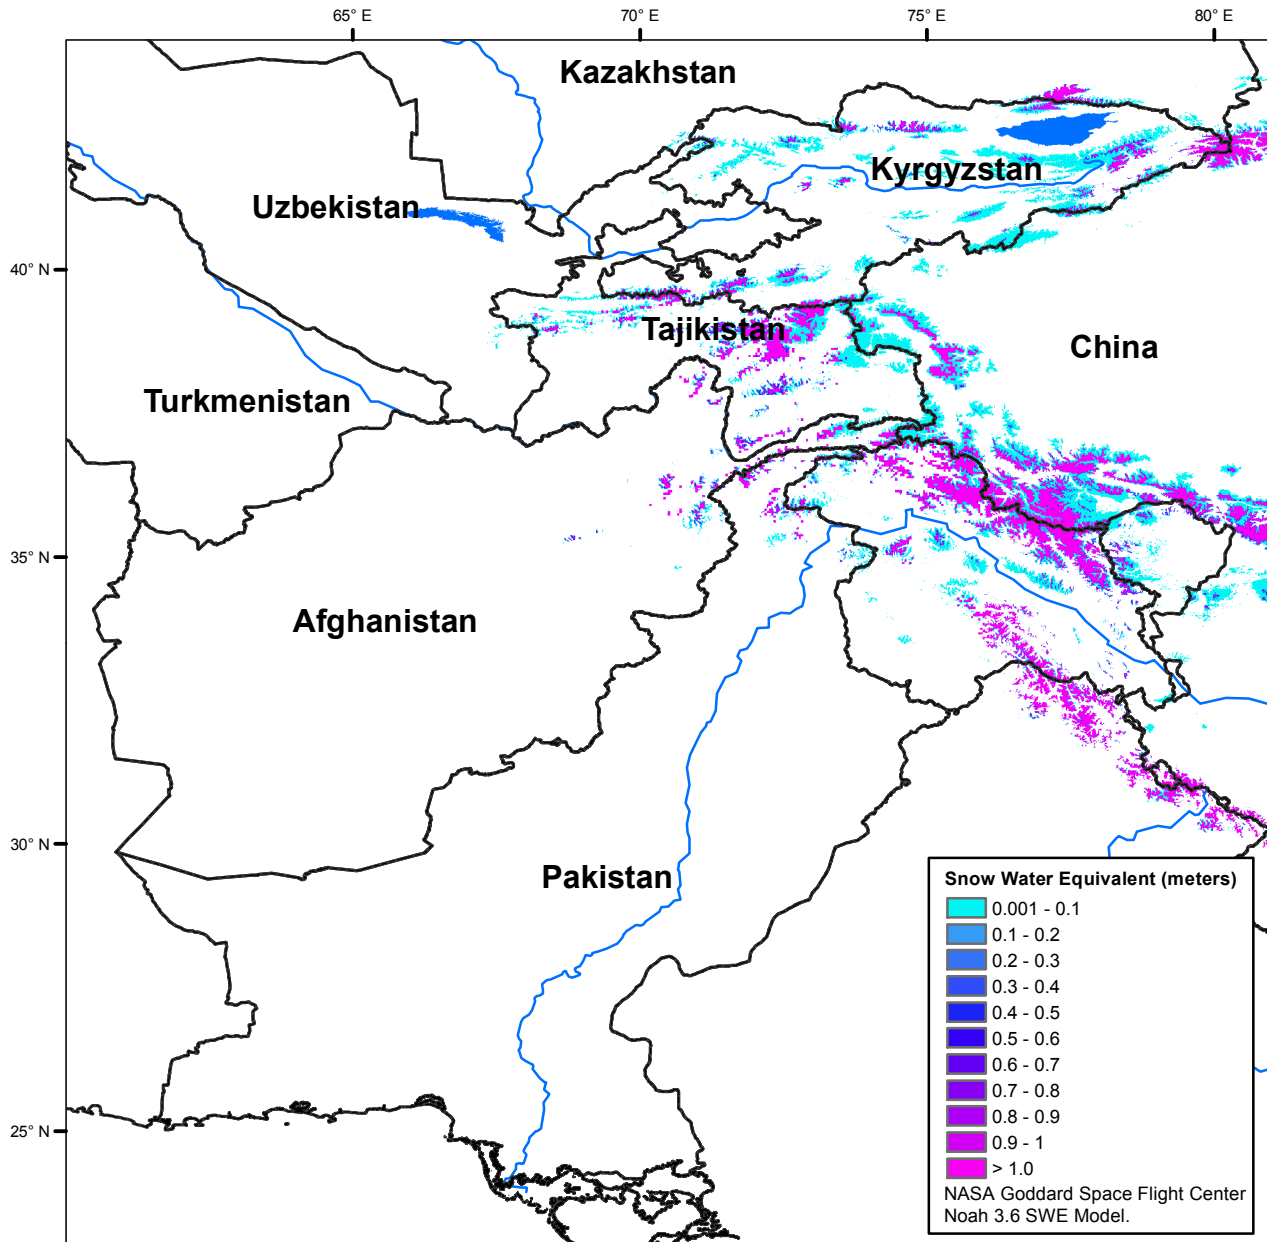 65° E
70° E
75° E
80° E
Kazakhstan
Kyrgyzstan
Uzbekistan
40° N
Tajikistan
China
Turkmenistan
35° N
Afghanistan
30° N
Pakistan
25° N
Snow Water Equivalent (meters)
0.001 - 0.1
0.1 - 0.2
0.2 - 0.3
0.3 - 0.4
0.4 - 0.5
0.5 - 0.6
0.6 - 0.7
0.7 - 0.8
0.8 - 0.9
0.9 - 1
> 1.0
NASA Goddard Space Flight Center
Noah 3.6 SWE Model.